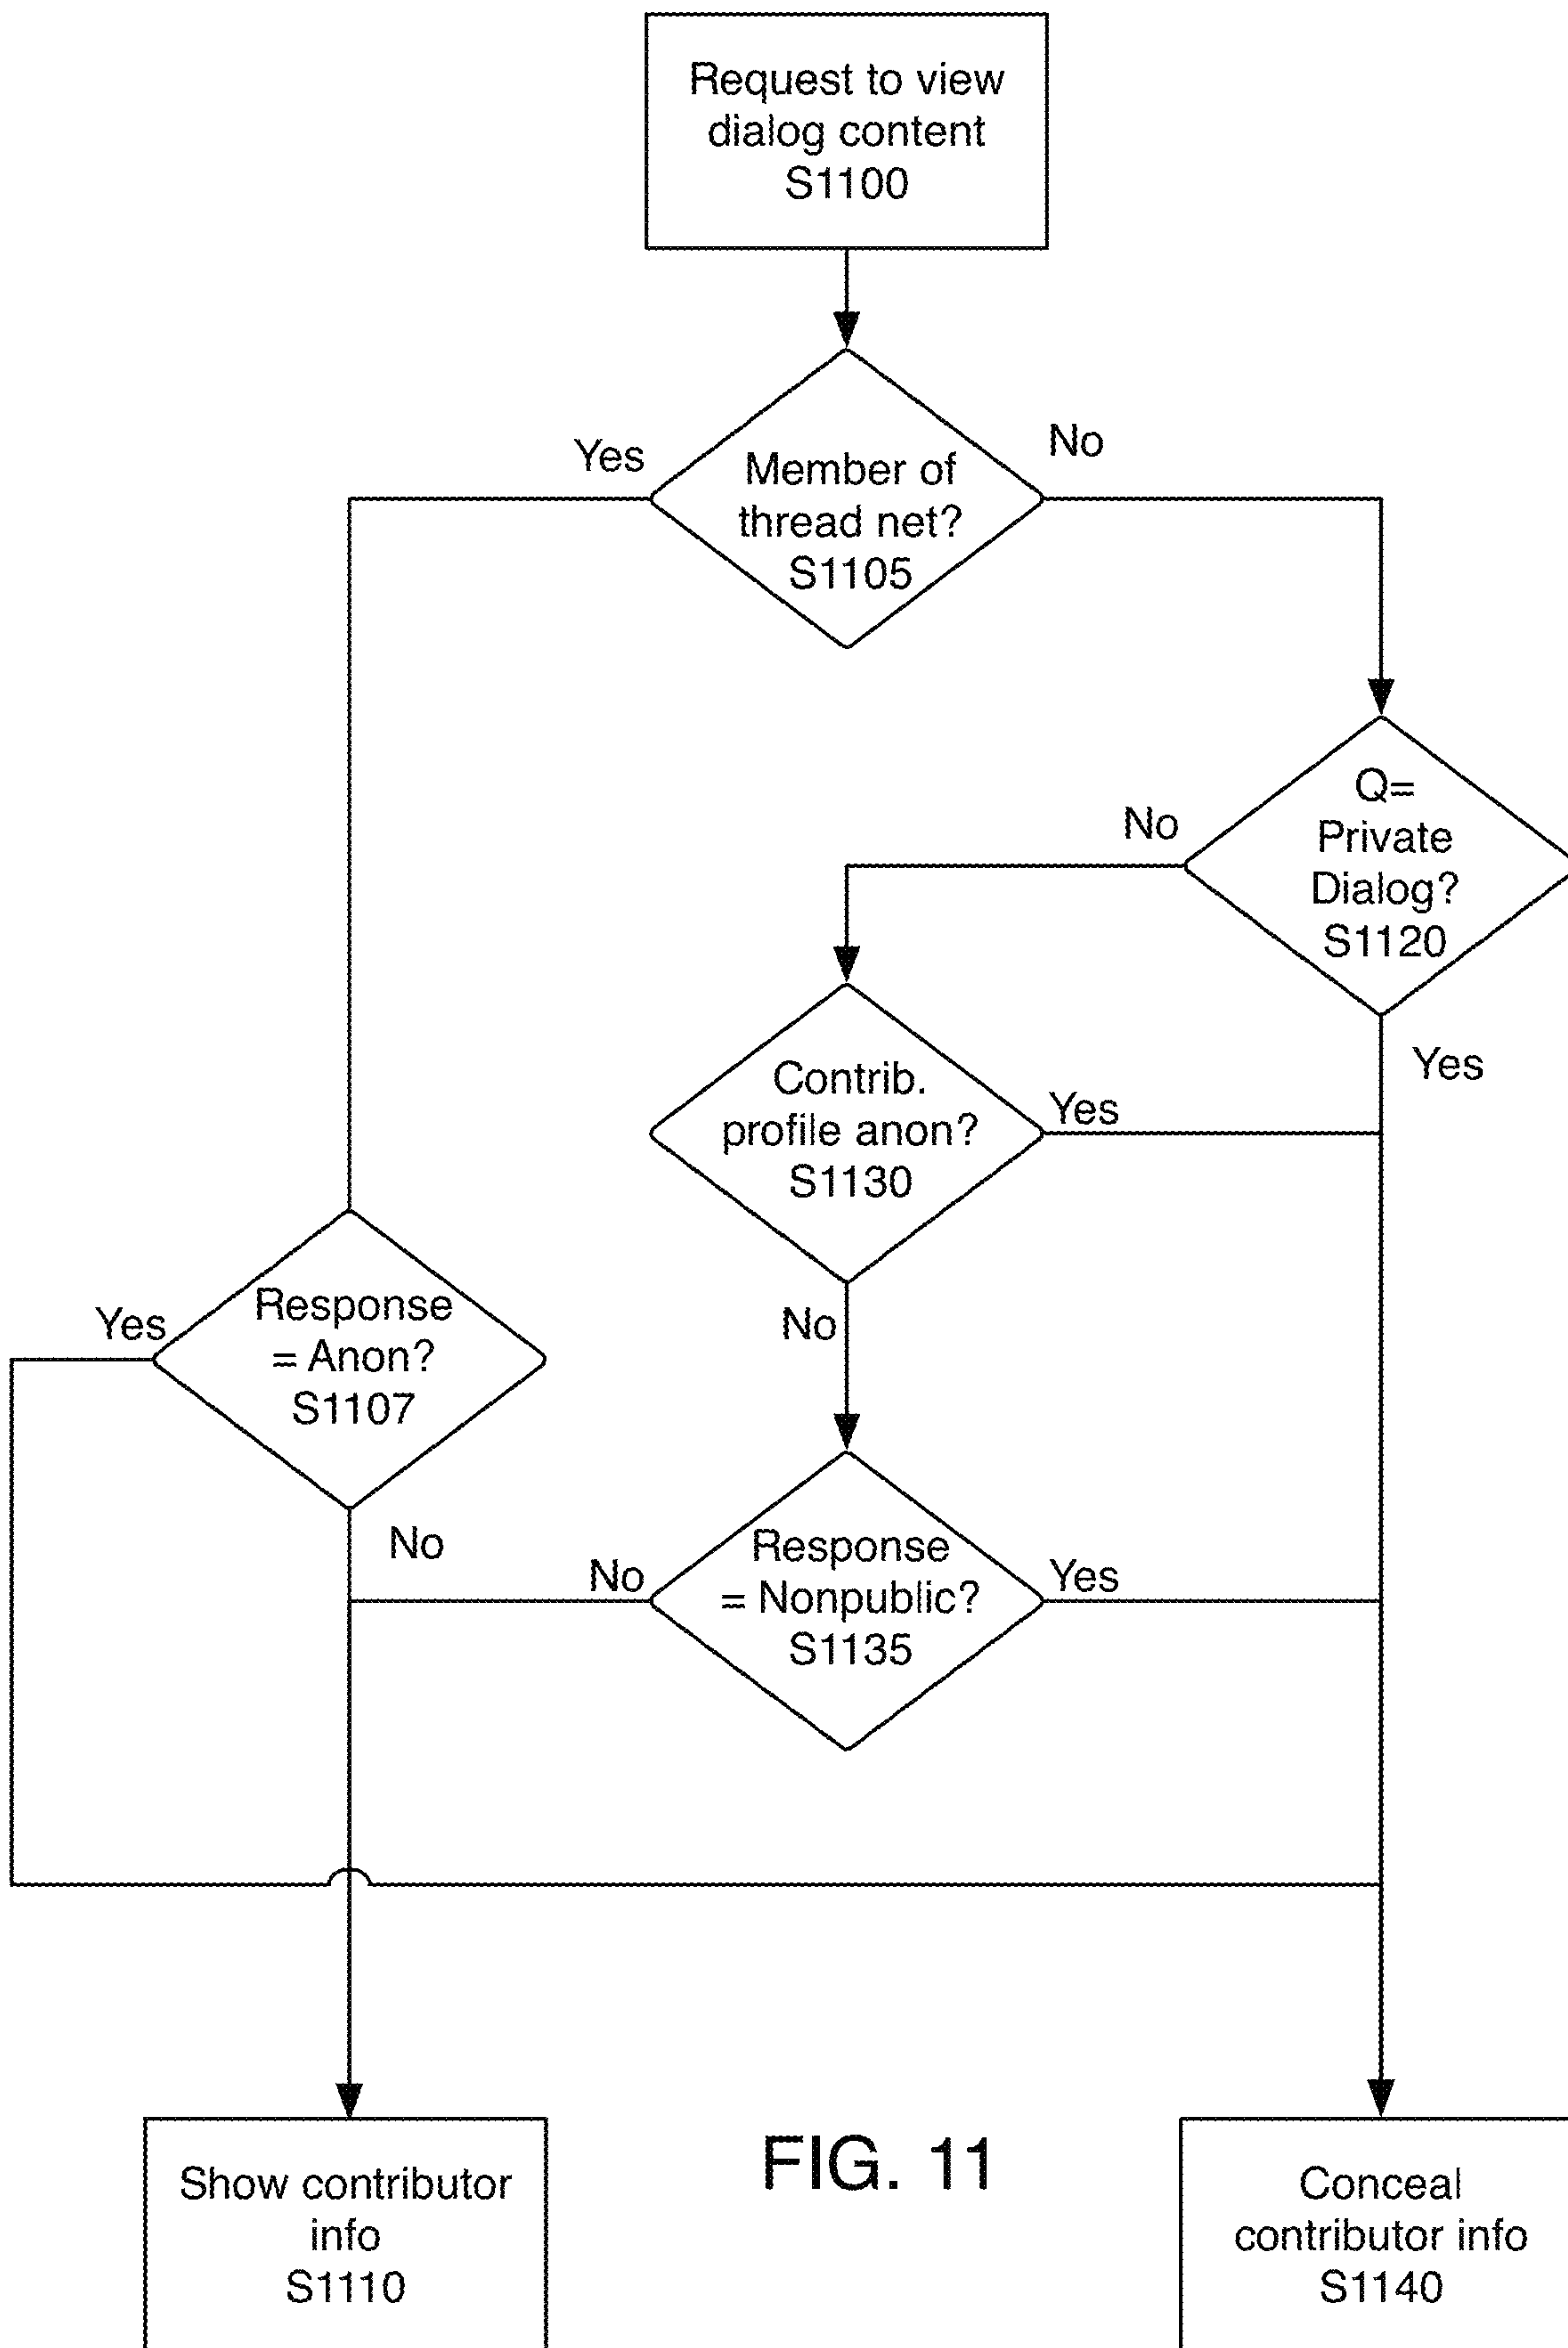 Request to view
dialog content
S1100
Yes
No
Member of
thread net?
S1105
No
Q=
Private
Dialog?
S1120
Yes
Contrib.
profile anon?
S1130
Yes
No
Yes
Response
= Anon?
S1107
No
No
Response
= Nonpublic?
S1135
Yes
Show contributor
info
S1110
FIG. 11
Conceal
contributor info
S1140